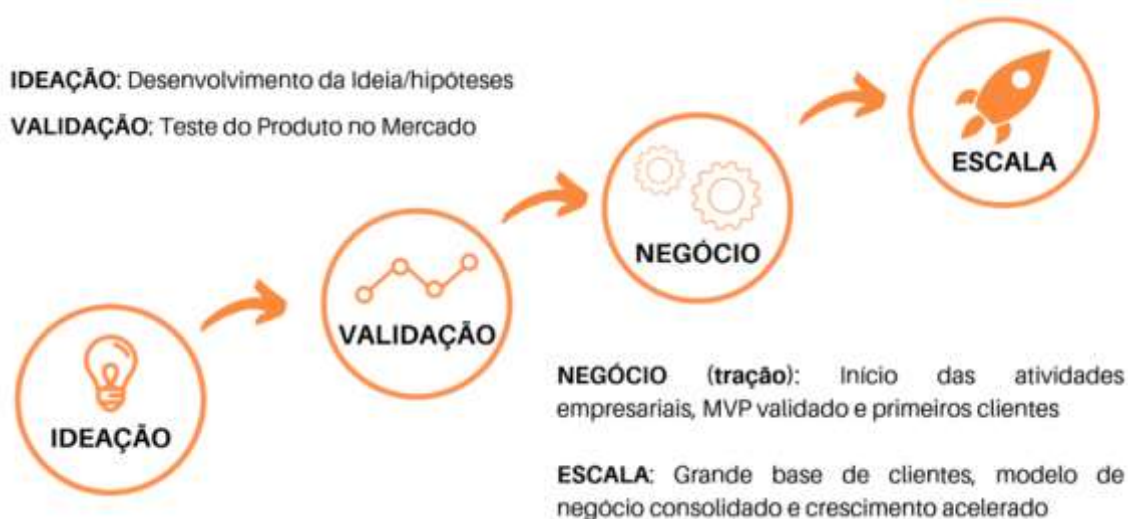 IDEAÇÃO: Desenvolvimento da Ideia/hipóteses
VALIDAÇÃO: Teste do Produto no Mercado
ESCALA
NEGÓCIO
VALIDAÇÃO
IDEAÇÃO
NEGÓCIO (tração): Início das atividades
empresariais, MVP validado e primeiros clientes
ESCALA: Grande base de clientes, modelo de
negócio consolidado e crescimento acelerado